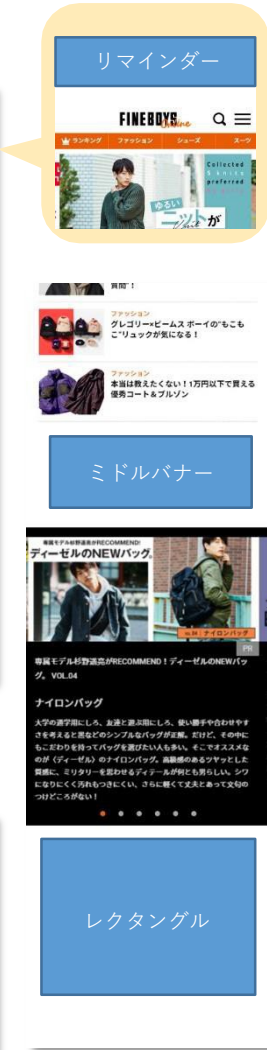 リマインダー
FINEBOYS Online
ランキング ファッション シューズ スーツ
Collected
& knits
preferred
ゆるい
ニットが
質問"！
ファッション
グレゴリー×ビームス ボーイの"もこも
こ"リュックが気になる！
ファッション
本当は教えたくない！1万円以下で買える
優秀コート＆ブルゾン
ミドルバナー
専属モデル杉野遥亮がRECOMMEND!
ディーゼルのNEWバッグ。
ナイロンバッグ
PR
専属モデル杉野遥亮がRECOMMEND！ディーゼルのNEWバッ
グ。 VOL.04
ナイロンバッグ
大学の通学用にしろ、友達と遊ぶ用にしろ、使い勝手や合わせやす
さを考えると黒などのシンプルなバッグが正解。だけど、その中に
もこだわりを持ってバッグを選びたい人も多い。そこでオススメな
のが〈ディーゼル〉のナイロンバッグ。高級感のあるツヤッとした
質感に、ミリタリーを思わせるディテールが何とも男らしい。シワ
になりにくく汚れもつきにくい、さらに軽くて丈夫とあって文句の
つけどころがない！
レクタングル